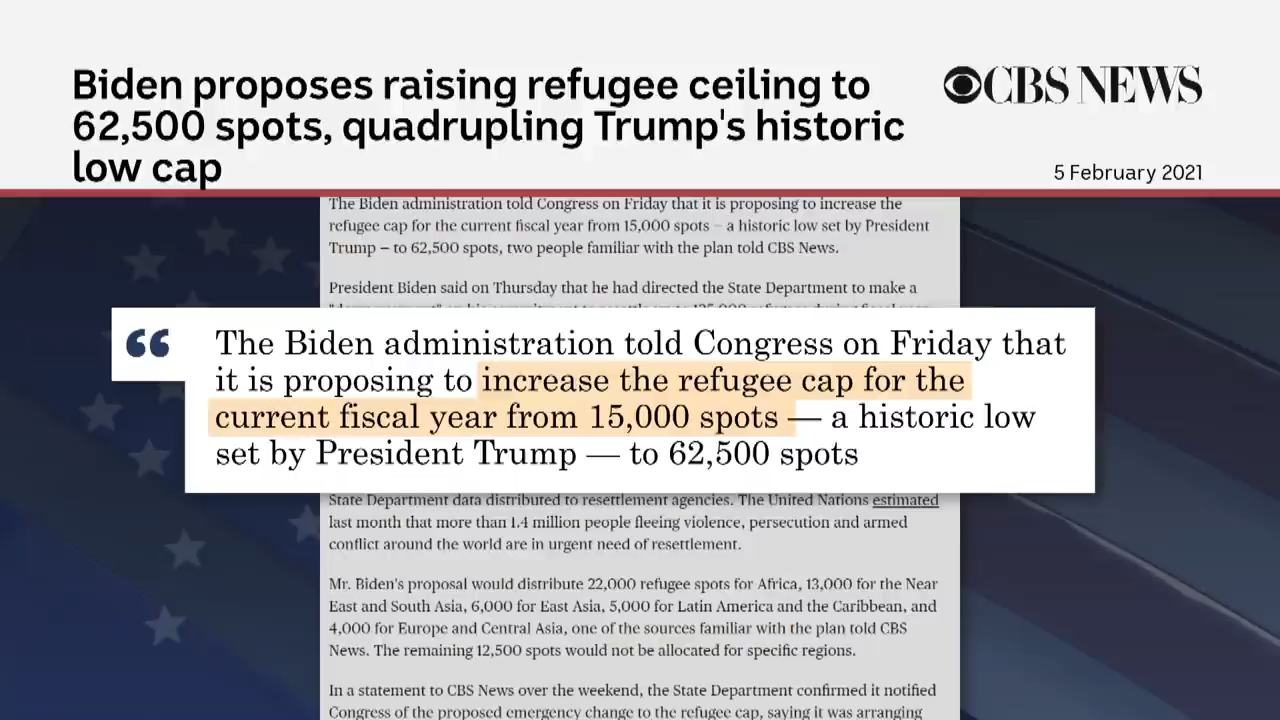 Biden proposes raising refugee ceiling to
62,500 spots, quadrupling Trump's historic
low cap
CBS NEWS
5 February 2021
The Biden administration told Congress on Friday that it is proposing to increase the
refugee cap for the current fiscal year from 15,000 spots – a historic low set by President
Trump – to 62,500 spots, two people familiar with the plan told CBS News.
President Biden said on Thursday that he had directed the State Department to make a
“
The Biden administration told Congress on Friday that
it is proposing to increase the refugee cap for the
current fiscal year from 15,000 spots — a historic low
set by President Trump — to 62,500 spots
State Department data distributed to resettlement agencies. The United Nations estimated
last month that more than 1.4 million people fleeing violence, persecution and armed
conflict around the world are in urgent need of resettlement.
Mr. Biden's proposal would distribute 22,000 refugee spots for Africa, 13,000 for the Near
East and South Asia, 6,000 for East Asia, 5,000 for Latin America and the Caribbean, and
4,000 for Europe and Central Asia, one of the sources familiar with the plan told CBS
News. The remaining 12,500 spots would not be allocated for specific regions.
In a statement to CBS News over the weekend, the State Department confirmed it notified
Congress of the proposed emergency change to the refugee cap, saying it was arranging